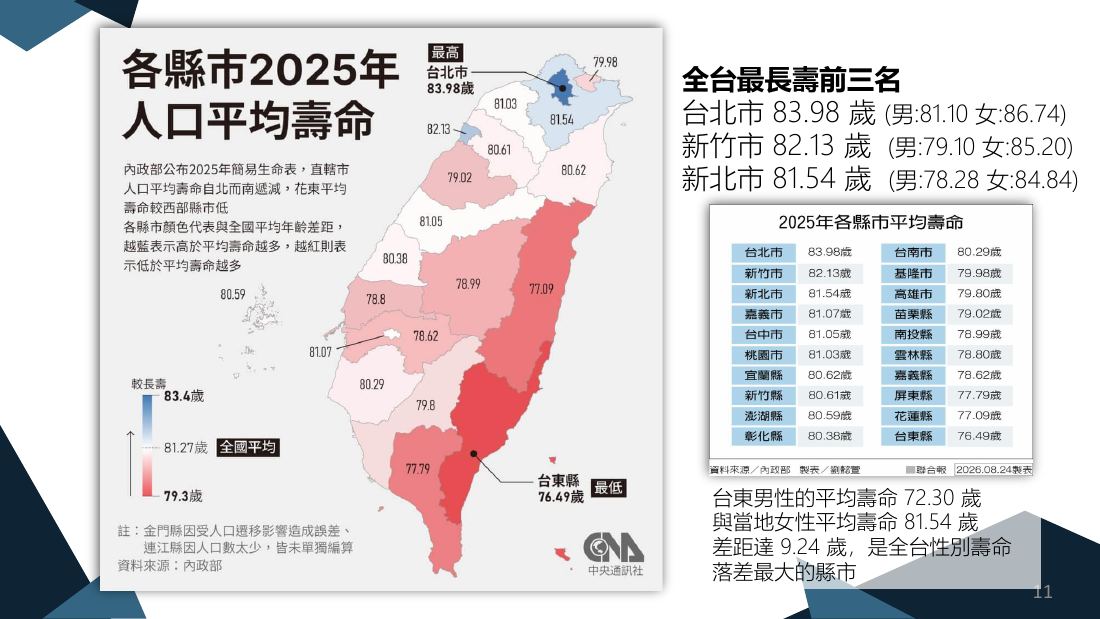 各縣市2025年
人口平均壽命
內政部公布2025年簡易生命表，直轄市
人口平均壽命自北而南遞減，花東平均
壽命較西部縣市低
各縣市顏色代表與全國平均年齡差距，
越藍表示高於平均壽命越多，越紅則表
示低於平均壽命越多
最高
台北市
83.98歲
79.98
81.03
81.54
82.13
80.61
80.62
79.02
81.05
80.38
78.99
77.09
80.59
78.8
78.62
81.07
80.29
79.8
77.79
台東縣
76.49歲
最低
較長壽
83.4歲
81.27歲 全國平均
79.3歲
註：金門縣因受人口遷移影響造成誤差、
連江縣因人口數太少，皆未單獨編算
資料來源：內政部
CNA
中央通訊社
全台最長壽前三名
台北市 83.98 歲 (男:81.10 女:86.74)
新竹市 82.13 歲 (男:79.10 女:85.20)
新北市 81.54 歲 (男:78.28 女:84.84)
2025年各縣市平均壽命
台北市 83.98歲 台南市 80.29歲
新竹市 82.13歲 基隆市 79.98歲
新北市 81.54歲 高雄市 79.80歲
嘉義市 81.07歲 苗栗縣 79.02歲
台中市 81.05歲 南投縣 78.99歲
桃園市 81.03歲 雲林縣 78.80歲
宜蘭縣 80.62歲 嘉義縣 78.62歲
新竹縣 80.61歲 屏東縣 77.79歲
澎湖縣 80.59歲 花蓮縣 77.09歲
彰化縣 80.38歲 台東縣 76.49歲
資料來源／內政部 製表／劉懿萱 聯合報 2026.08.24製表
台東男性的平均壽命 72.30 歲
與當地女性平均壽命 81.54 歲
差距達 9.24 歲，是全台性別壽命
落差最大的縣市
11